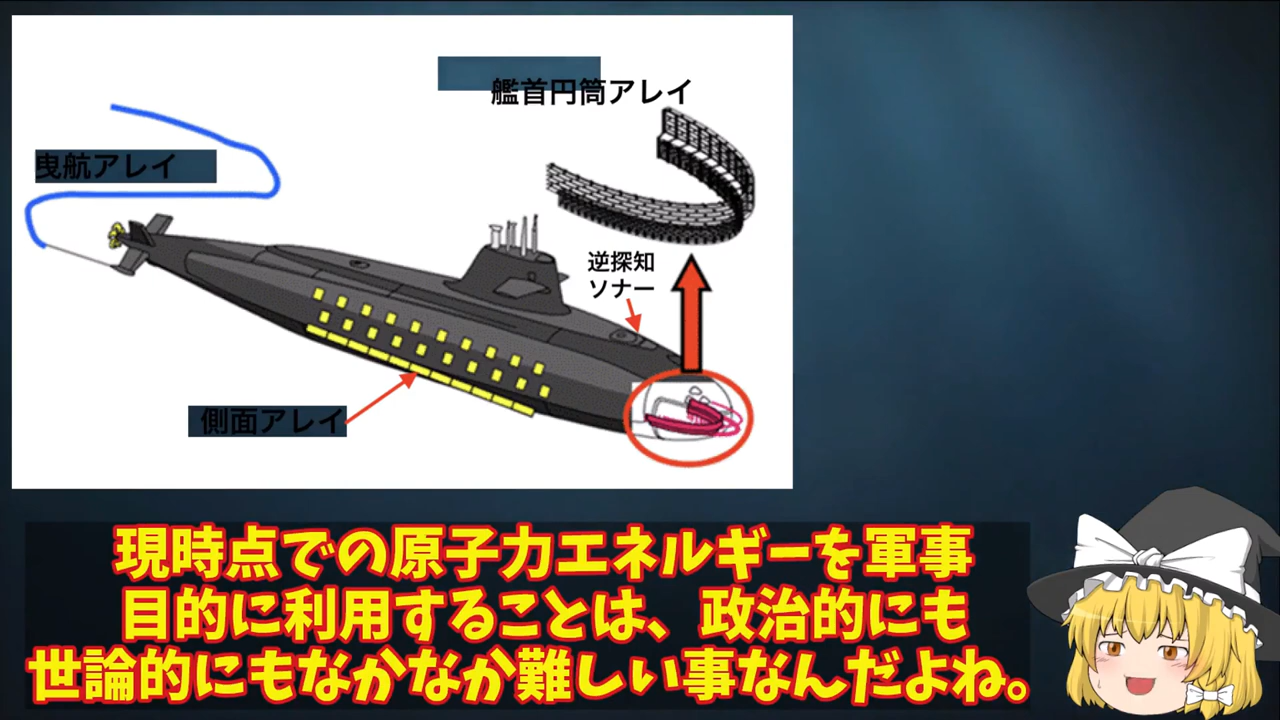 艦首円筒アレイ
曳航アレイ
逆探知
ソナー
側面アレイ
現時点での原子力エネルギーを軍事
目的に利用することは、政治的にも
世論的にもなかなか難しい事なんだよね。